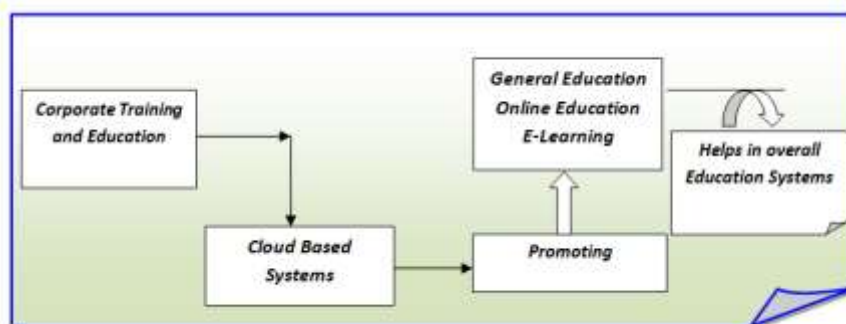 Corporate Training
and Education
Cloud Based
Systems
Promoting
General Education
Online Education
E-Learning
Helps in overall
Education Systems